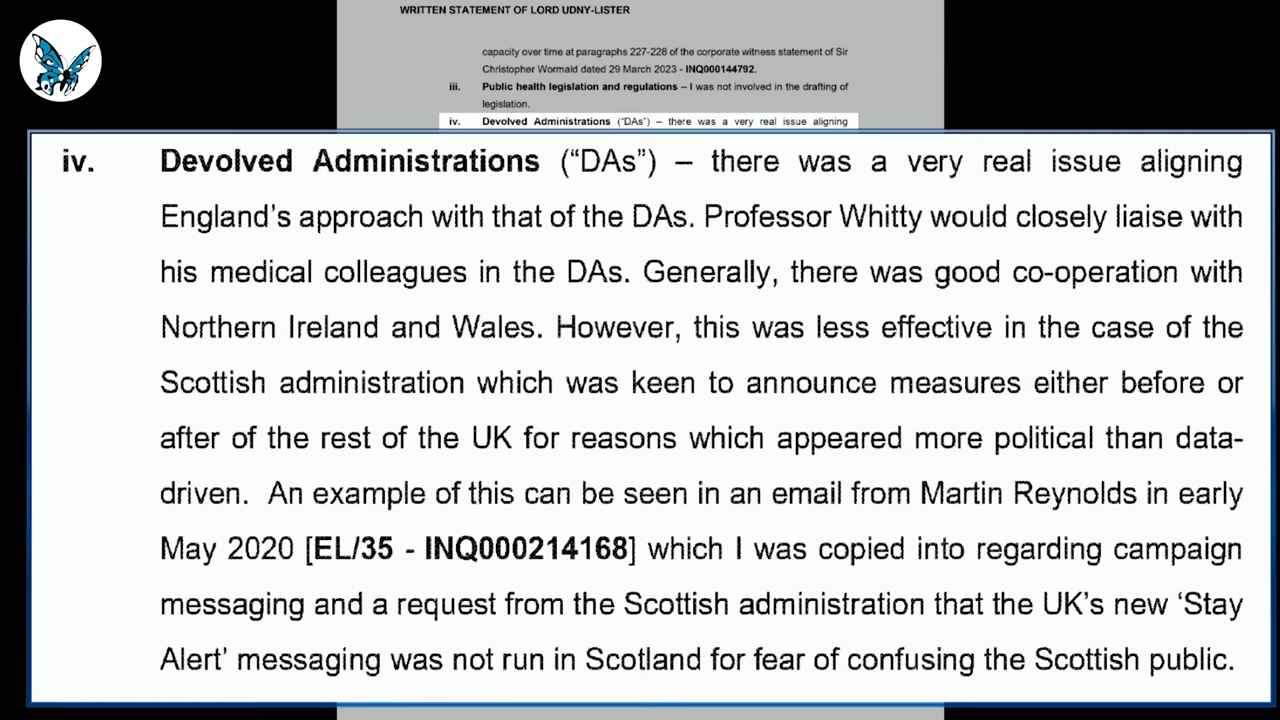 WRITTEN STATEMENT OF LORD UDNY-LISTER
capacity over time at paragraphs 227-228 of the corporate witness statement of Sir
Christopher Wormald dated 29 March 2023 - INQ000144792.
iii. Public health legislation and regulations – I was not involved in the drafting of
legislation.
iv. Devolved Administrations ("DAs") – there was a very real issue aligning
iv. Devolved Administrations (“DAs”) – there was a very real issue aligning
England’s approach with that of the DAs. Professor Whitty would closely liaise with
his medical colleagues in the DAs. Generally, there was good co-operation with
Northern Ireland and Wales. However, this was less effective in the case of the
Scottish administration which was keen to announce measures either before or
after of the rest of the UK for reasons which appeared more political than data-
driven. An example of this can be seen in an email from Martin Reynolds in early
May 2020 [EL/35 - INQ000214168] which I was copied into regarding campaign
messaging and a request from the Scottish administration that the UK’s new ‘Stay
Alert’ messaging was not run in Scotland for fear of confusing the Scottish public.